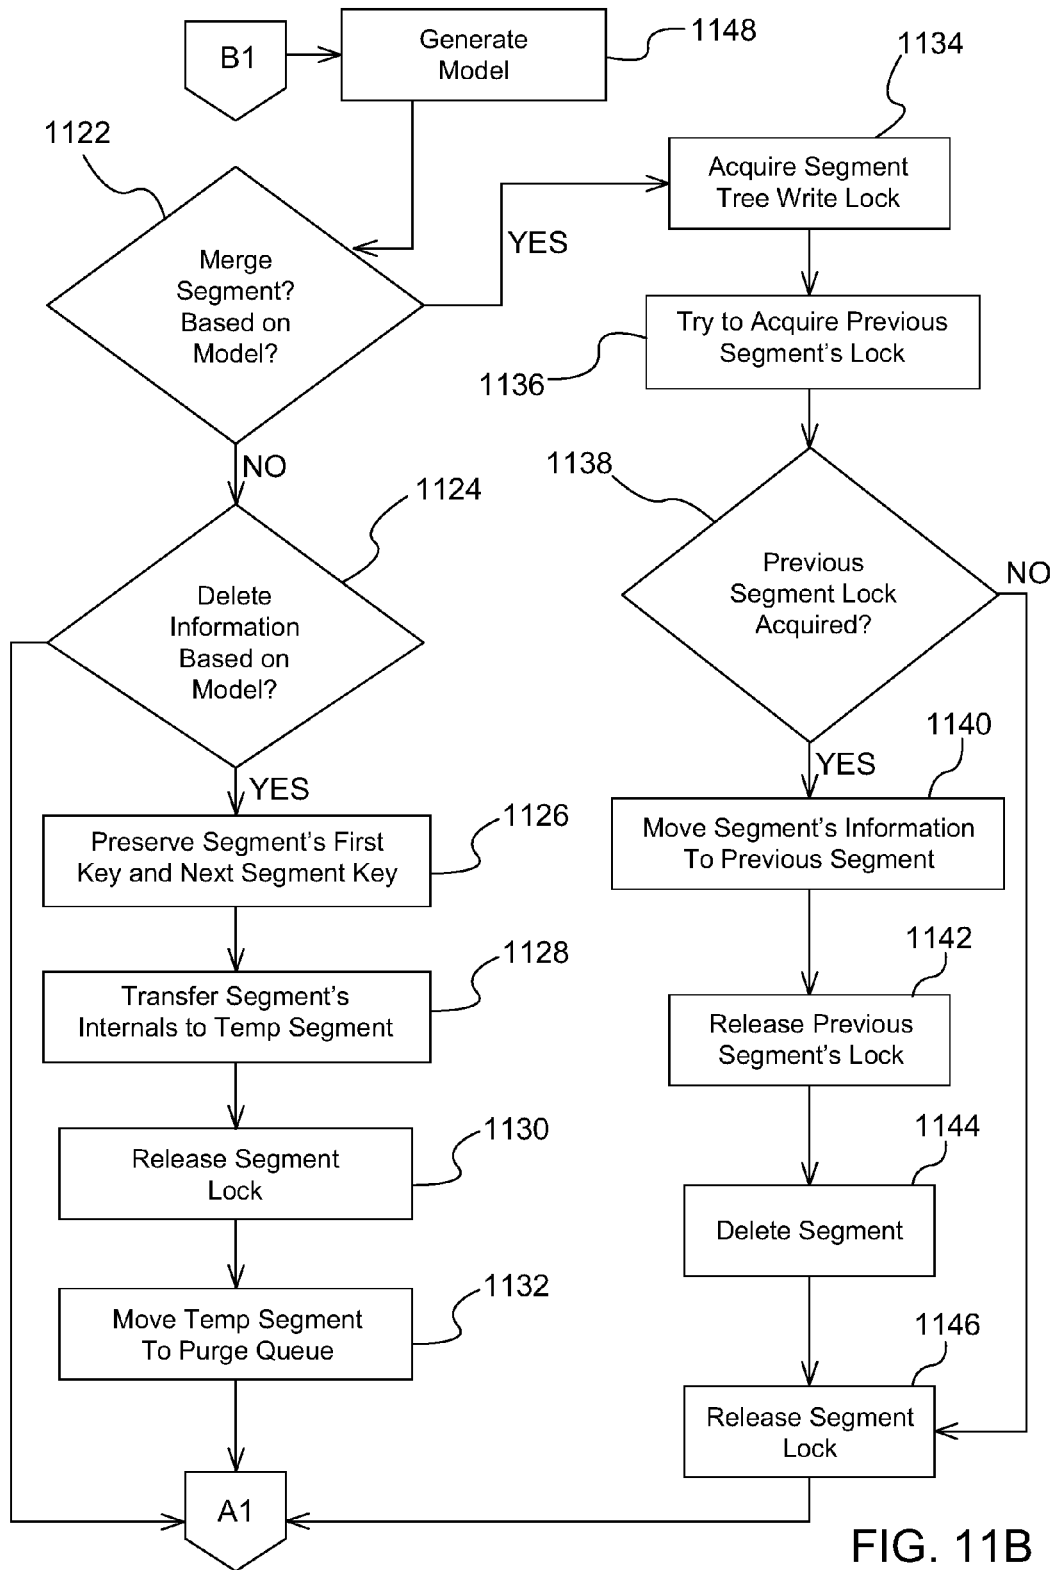 B1
Generate
Model
1148
1122
Merge
Segment?
Based on
Model?
YES
NO
1134
Acquire Segment
Tree Write Lock
Try to Acquire Previous
Segment's Lock
1136
1124
Delete
Information
Based on
Model?
YES
1138
Previous
Segment Lock
Acquired?
NO
YES
1126
Preserve Segment's First
Key and Next Segment Key
1128
Transfer Segment's
Internals to Temp Segment
1130
Release Segment
Lock
1132
Move Temp Segment
To Purge Queue
1140
Move Segment's Information
To Previous Segment
1142
Release Previous
Segment's Lock
1144
Delete Segment
1146
Release Segment
Lock
A1
FIG. 11B